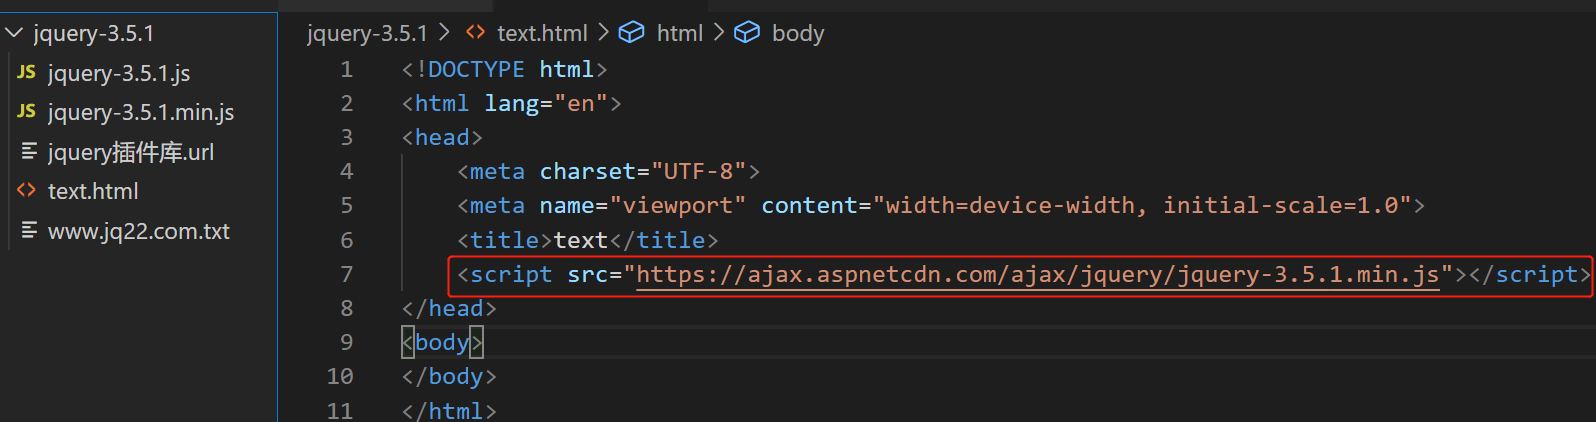 jquery-3.5.1
JS jquery-3.5.1.js
JS jquery-3.5.1.min.js
jquery插件库.url
<> text.html
www.jq22.com.txt
jquery-3.5.1 > <> text.html > html > body
1 <!DOCTYPE html>
2 <html lang="en">
3 <head>
4 <meta charset="UTF-8">
5 <meta name="viewport" content="width=device-width, initial-scale=1.0">
6 <title>text</title>
7 <script src="https://ajax.aspnetcdn.com/ajax/jquery/jquery-3.5.1.min.js"></script>
8 </head>
9 <body>
10 </body>
11 </html>